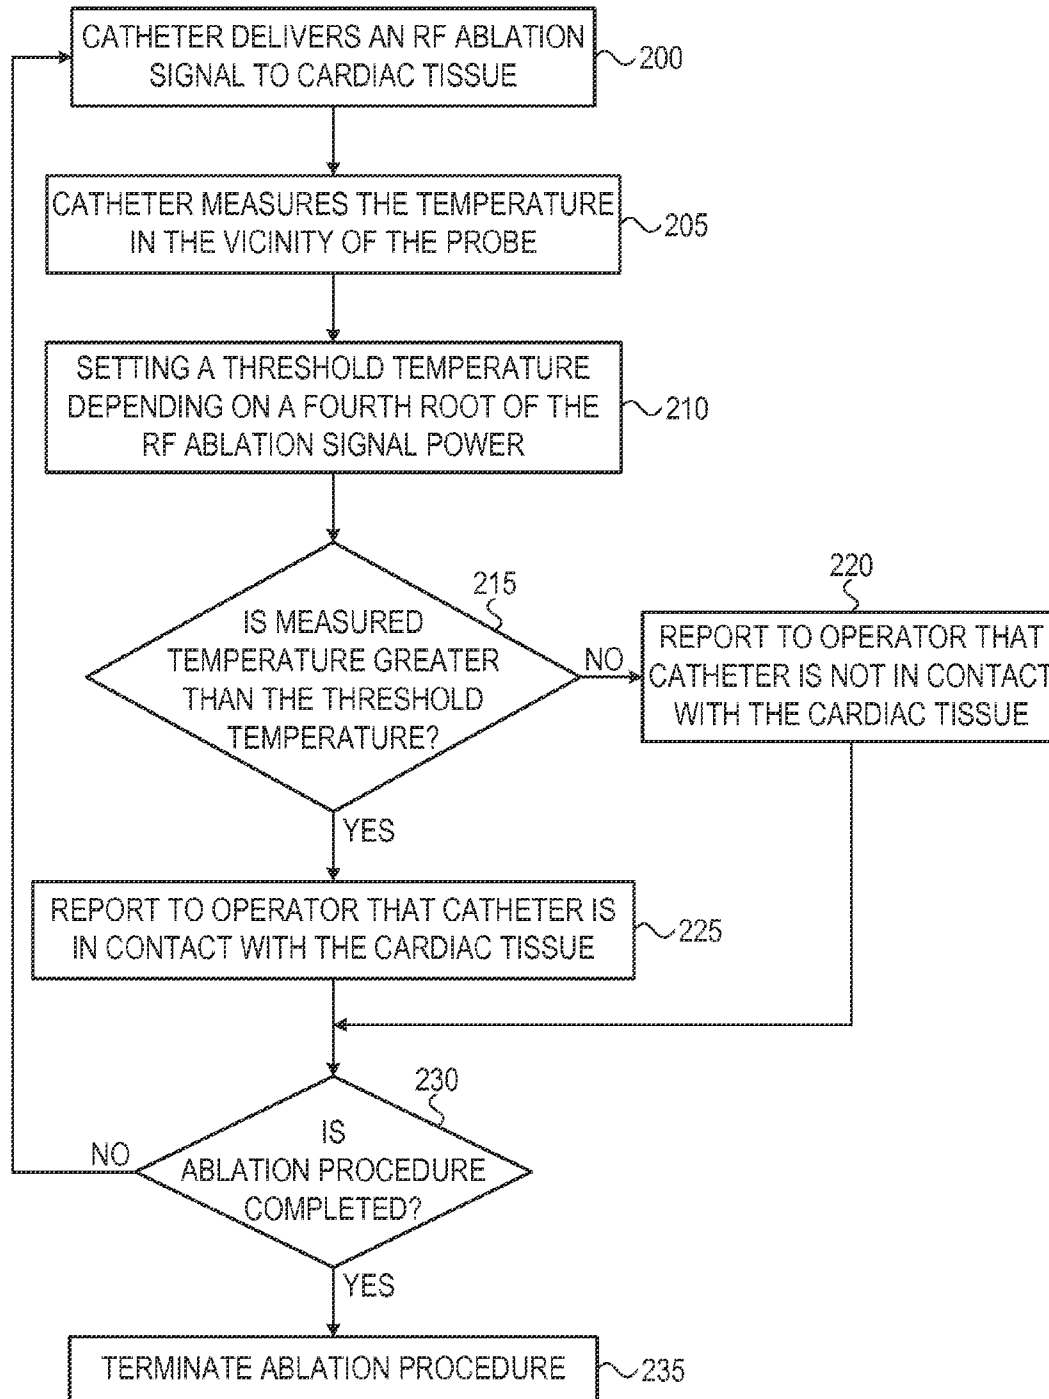 CATHETER DELIVERS AN RF ABLATION
SIGNAL TO CARDIAC TISSUE
200
CATHETER MEASURES THE TEMPERATURE
IN THE VICINITY OF THE PROBE
205
SETTING A THRESHOLD TEMPERATURE
DEPENDING ON A FOURTH ROOT OF THE
RF ABLATION SIGNAL POWER
210
215
IS MEASURED
TEMPERATURE GREATER
THAN THE THRESHOLD
TEMPERATURE?
NO
220
REPORT TO OPERATOR THAT
CATHETER IS NOT IN CONTACT
WITH THE CARDIAC TISSUE
YES
REPORT TO OPERATOR THAT CATHETER IS
IN CONTACT WITH THE CARDIAC TISSUE
225
230
IS
ABLATION PROCEDURE
COMPLETED?
NO
YES
TERMINATE ABLATION PROCEDURE
235